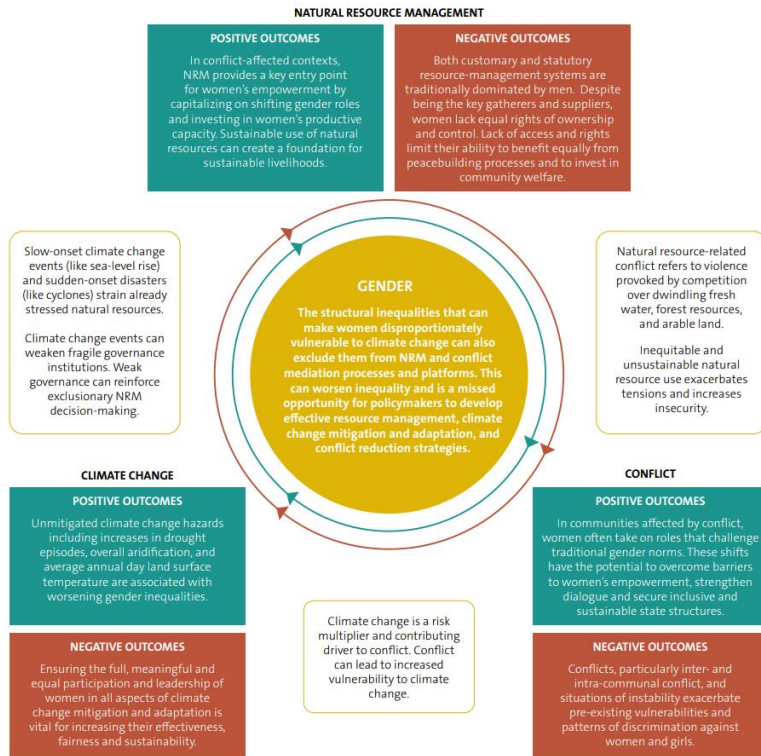 NATURAL RESOURCE MANAGEMENT
POSITIVE OUTCOMES
In conflict-affected contexts,
NRM provides a key entry point
for women's empowerment by
capitalizing on shifting gender roles
and investing in women's productive
capacity. Sustainable use of natural
resources can create a foundation for
sustainable livelihoods.
NEGATIVE OUTCOMES
Both customary and statutory
resource-management systems are
traditionally dominated by men. Despite
being the key gatherers and suppliers,
women lack equal rights of ownership
and control. Lack of access and rights
limit their ability to benefit equally from
peacebuilding processes and to invest in
community welfare.
Slow-onset climate change
events (like sea-level rise)
and sudden-onset disasters
(like cyclones) strain already
stressed natural resources.
Climate change events can
weaken fragile governance
institutions. Weak
governance can reinforce
exclusionary NRM
decision-making.
GENDER
The structural inequalities that can
make women disproportionately
vulnerable to climate change can also
exclude them from NRM and conflict
mediation processes and platforms. This
can worsen inequality and is a missed
opportunity for policymakers to develop
effective resource management, climate
change mitigation and adaptation, and
conflict reduction strategies.
Natural resource-related
conflict refers to violence
provoked by competition
over dwindling fresh
water, forest resources,
and arable land.
Inequitable and
unsustainable natural
resource use exacerbates
tensions and increases
insecurity.
CLIMATE CHANGE
POSITIVE OUTCOMES
Unmitigated climate change hazards
including increases in drought
episodes, overall aridification, and
average annual day land surface
temperature are associated with
worsening gender inequalities.
NEGATIVE OUTCOMES
Ensuring the full, meaningful and
equal participation and leadership of
women in all aspects of climate
change mitigation and adaptation is
vital for increasing their effectiveness,
fairness and sustainability.
Climate change is a risk
multiplier and contributing
driver to conflict. Conflict
can lead to increased
vulnerability to climate
change.
CONFLICT
POSITIVE OUTCOMES
In communities affected by conflict,
women often take on roles that challenge
traditional gender norms. These shifts
have the potential to overcome barriers
to women's empowerment, strengthen
dialogue and secure inclusive and
sustainable state structures.
NEGATIVE OUTCOMES
Conflicts, particularly inter- and
intra-communal conflict, and
situations of instability exacerbate
pre-existing vulnerabilities and
patterns of discrimination against
women and girls.